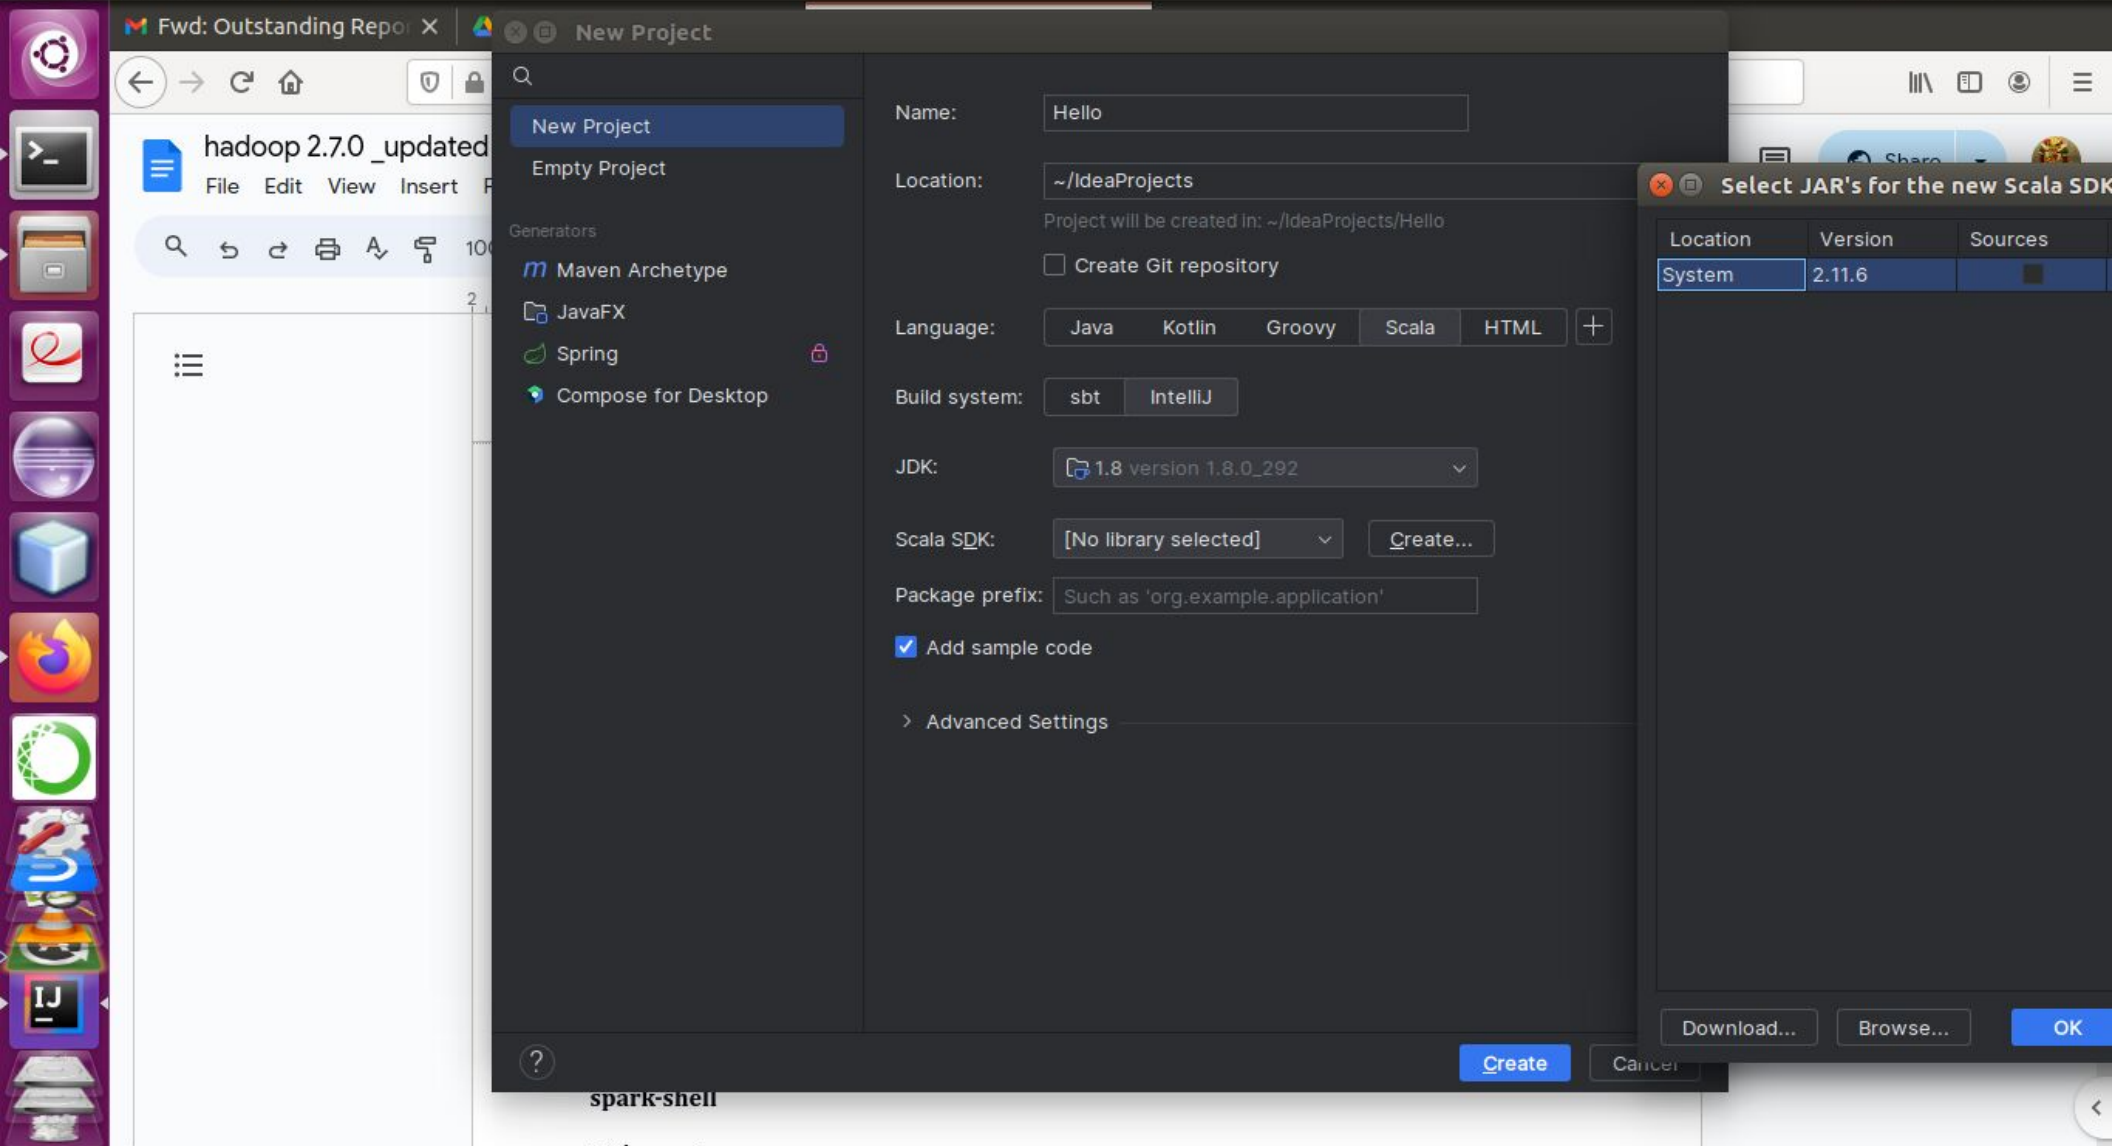 Fwd: Outstanding Repo
New Project
hadoop 2.7.0 _updated
File Edit View Insert
Share
100
2
New Project
Empty Project
Generators
Maven Archetype
JavaFX
Spring
Compose for Desktop
Name: Hello
Location: ~/IdeaProjects
Project will be created in: ~/IdeaProjects/Hello
Create Git repository
Language: Java Kotlin Groovy Scala HTML +
Build system: sbt IntelliJ
JDK: 1.8 version 1.8.0_292
Scala SDK: [No library selected] Create...
Package prefix: Such as 'org.example.application'
Add sample code
Advanced Settings
? Create Cancel
Select JAR's for the new Scala SDK
Location Version Sources
System 2.11.6
Download... Browse... OK
IJ
spark-shell